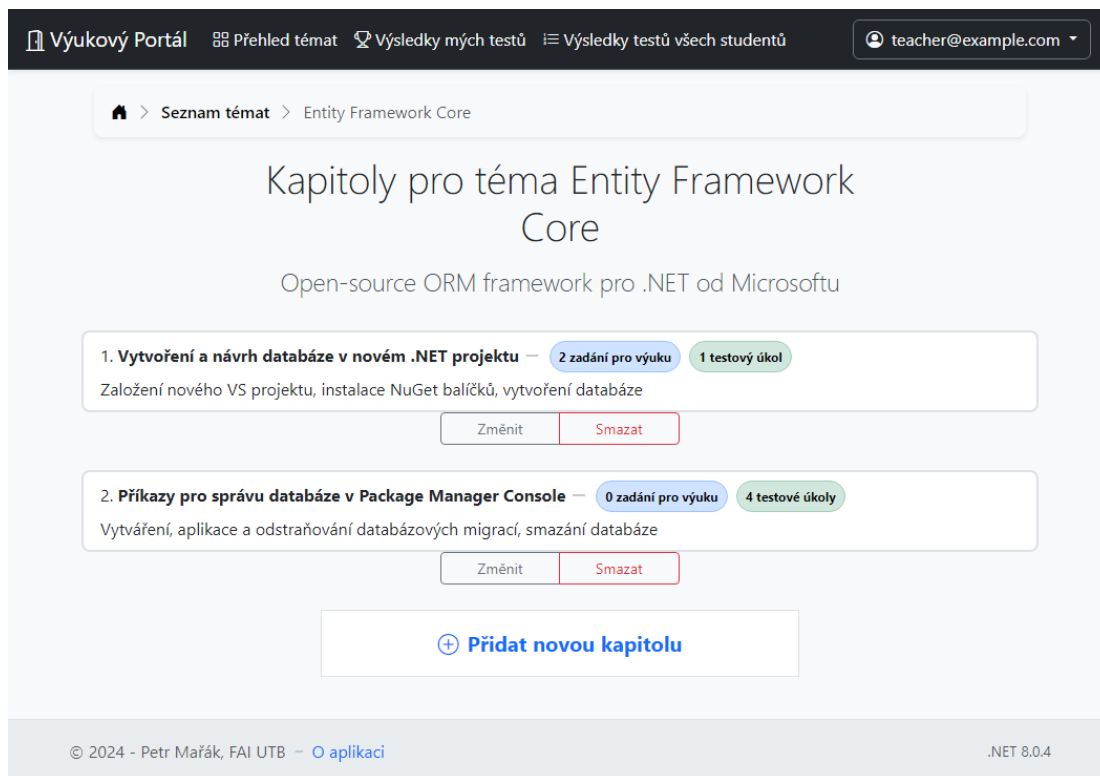 Výukový Portál Přehled témat Výsledky mých testů Výsledky testů všech studentů teacher@example.com
Seznam témat Entity Framework Core
Kapitoly pro téma Entity Framework
Core
Open-source ORM framework pro .NET od Microsoftu
1. Vytvoření a návrh databáze v novém .NET projektu – 2 zadání pro výuku 1 testový úkol
Založení nového VS projektu, instalace NuGet balíčků, vytvoření databáze
Změnit Smazat
2. Příkazy pro správu databáze v Package Manager Console – 0 zadání pro výuku 4 testové úkoly
Vytváření, aplikace a odstraňování databázových migrací, smazání databáze
Změnit Smazat
Přidat novou kapitolu
© 2024 - Petr Mařák, FAI UTB – O aplikaci .NET 8.0.4